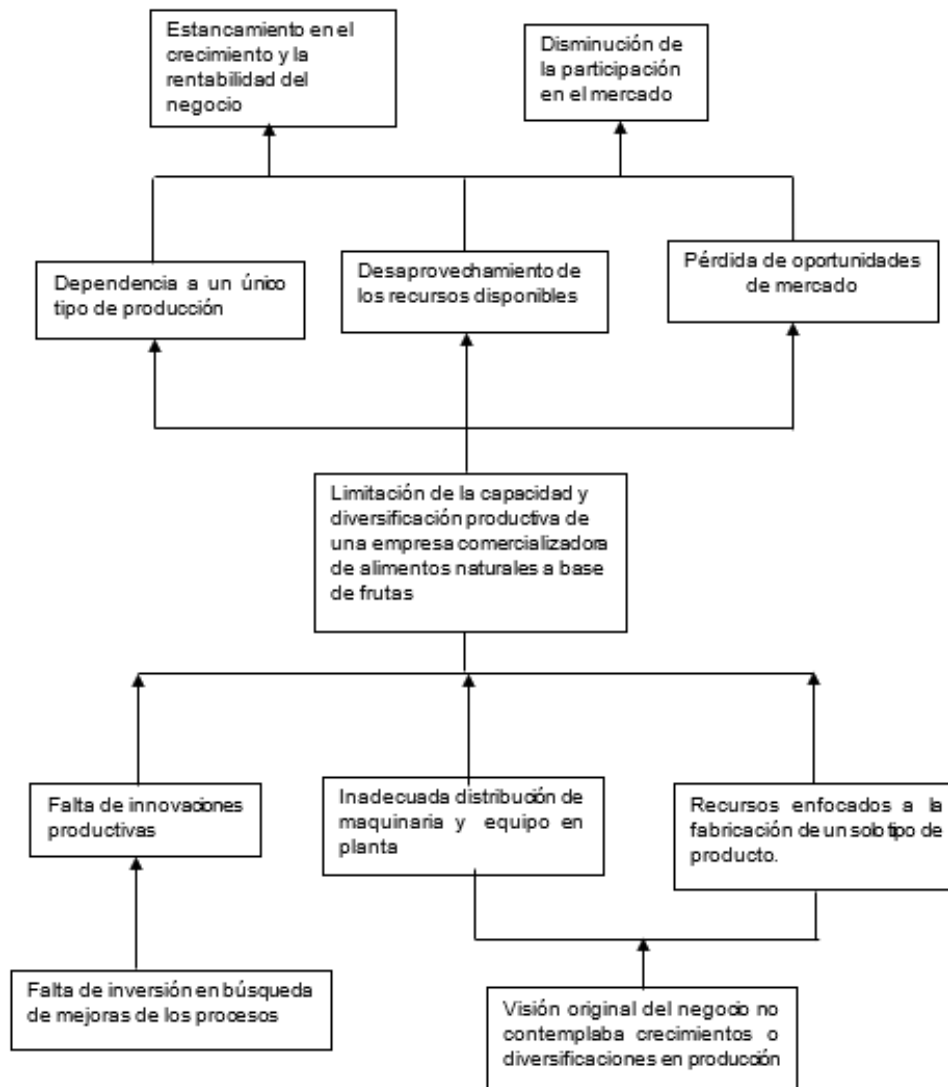 Estancamiento en el
crecimiento y la
rentabilidad del
negocio
Disminución de
la participación
en el mercado
Dependencia a un único
tipo de producción
Desaprovechamiento de
los recursos disponibles
Pérdida de oportunidades
de mercado
Limitación de la capacidad y
diversificación productiva de
una empresa comercializadora
de alimentos naturales a base
de frutas
Falta de innovaciones
productivas
Inadecuada distribución de
maquinaria y equipo en
planta
Recursos enfocados a la
fabricación de un solo tipo de
producto.
Falta de inversión en búsqueda
de mejoras de los procesos
Visión original del negocio no
contemplaba crecimientos o
diversificaciones en producción